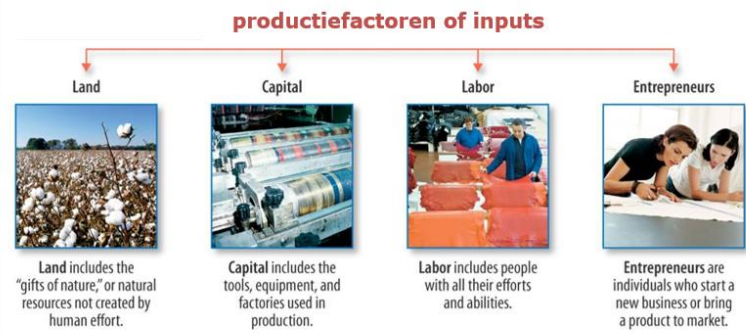 productiefactoren of inputs
Land
Capital
Labor
Entrepreneurs
Land includes the
"gifts of nature," or natural
resources not created by
human effort.
Capital includes the
tools, equipment, and
factories used in
production.
Labor includes people
with all their efforts
and abilities.
Entrepreneurs are
individuals who start a
new business or bring
a product to market.